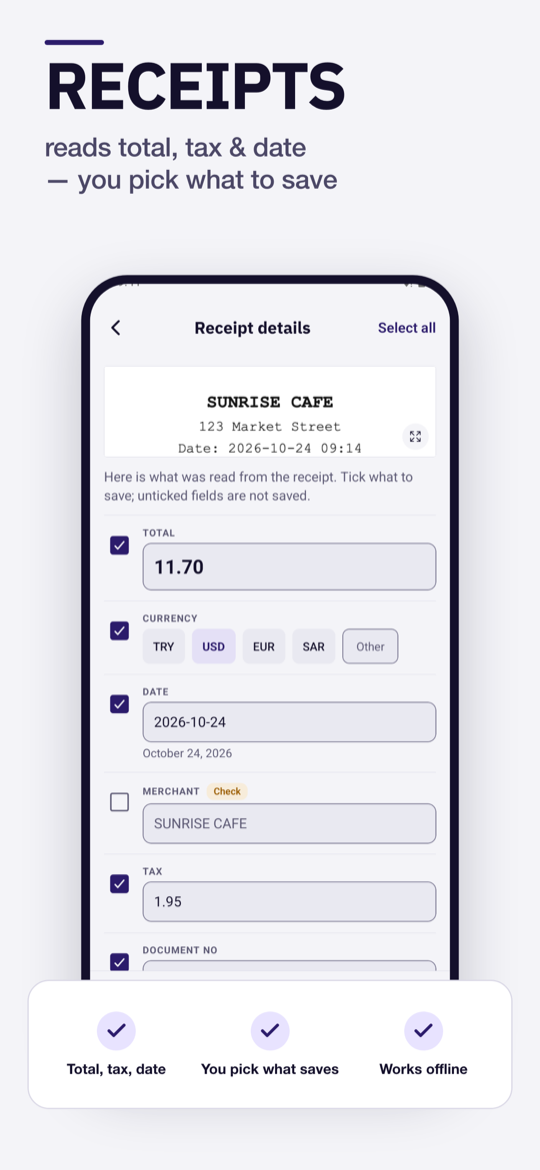 RECEIPTS
reads total, tax & date
— you pick what to save
Receipt details
Select all
SUNRISE CAFE
123 Market Street
Date: 2026-10-24 09:14
Here is what was read from the receipt. Tick what to
save; unticked fields are not saved.
TOTAL
11.70
CURRENCY
TRY USD EUR SAR Other
DATE
2026-10-24
October 24, 2026
MERCHANT Check
SUNRISE CAFE
TAX
1.95
DOCUMENT NO
Total, tax, date
You pick what saves
Works offline